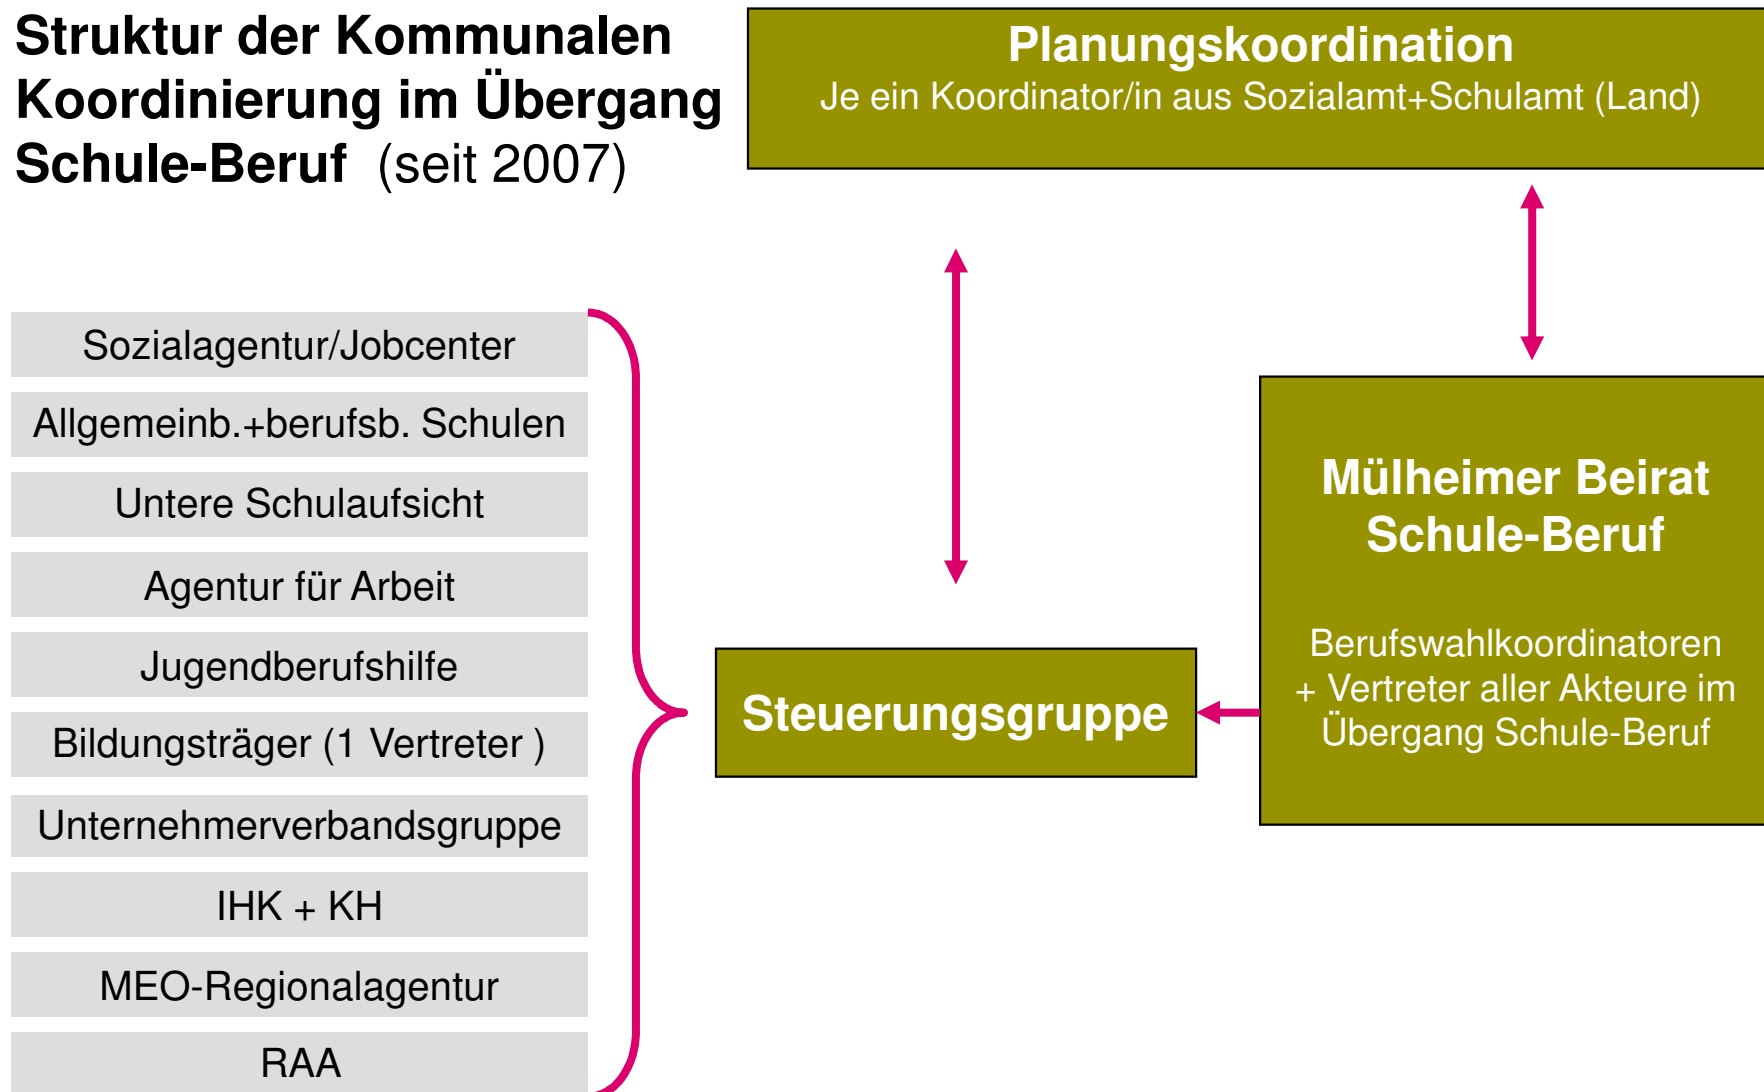 Struktur der Kommunalen
Koordinierung im Übergang
Schule-Beruf (seit 2007)
Planungskoordination
Je ein Koordinator/in aus Sozialamt+Schulamt (Land)
Sozialagentur/Jobcenter
Allgemeinb.+berufsb. Schulen
Untere Schulaufsicht
Agentur für Arbeit
Jugendberufshilfe
Bildungsträger (1 Vertreter )
Unternehmerverbandsgruppe
IHK + KH
MEO-Regionalagentur
RAA
Steuerungsgruppe
Mülheimer Beirat
Schule-Beruf
Berufswahlkoordinatoren
+ Vertreter aller Akteure im
Übergang Schule-Beruf